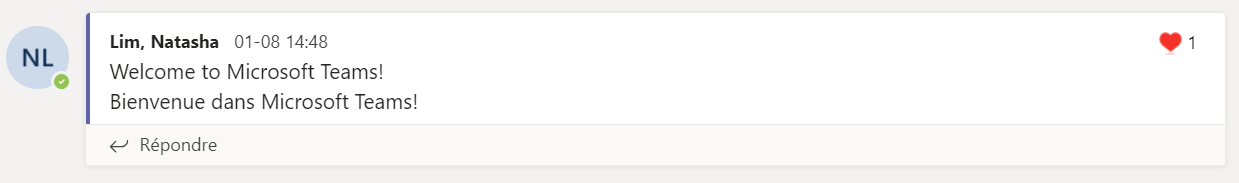 NL
Lim, Natasha 01-08 14:48
1
Welcome to Microsoft Teams!
Bienvenue dans Microsoft Teams!
Répondre